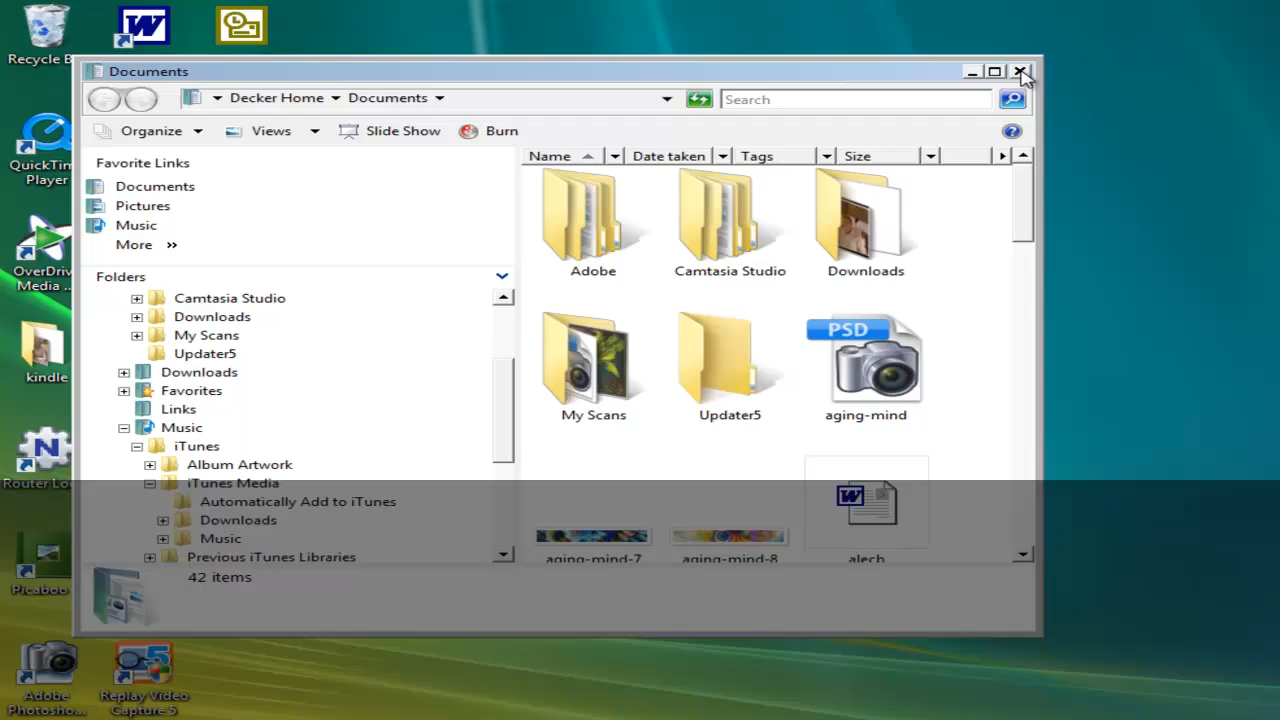 Recycle B
QuickTim
Player
OverDriv
Media ...
kindle
Router Lo
Picaboo
Adobe
Photosho...
Replay Video
Capture 5
Documents
Decker Home Documents
Search
Organize Views Slide Show Burn
Favorite Links
Documents
Pictures
Music
More »
Folders
Camtasia Studio
Downloads
My Scans
Updater5
Downloads
Favorites
Links
Music
iTunes
Album Artwork
iTunes Media
Automatically Add to iTunes
Downloads
Music
Previous iTunes Libraries
Name Date taken Tags Size
Adobe Camtasia Studio Downloads
PSD
My Scans Updater5 aging-mind
W
aging-mind-7 aging-mind-8 alech
42 items